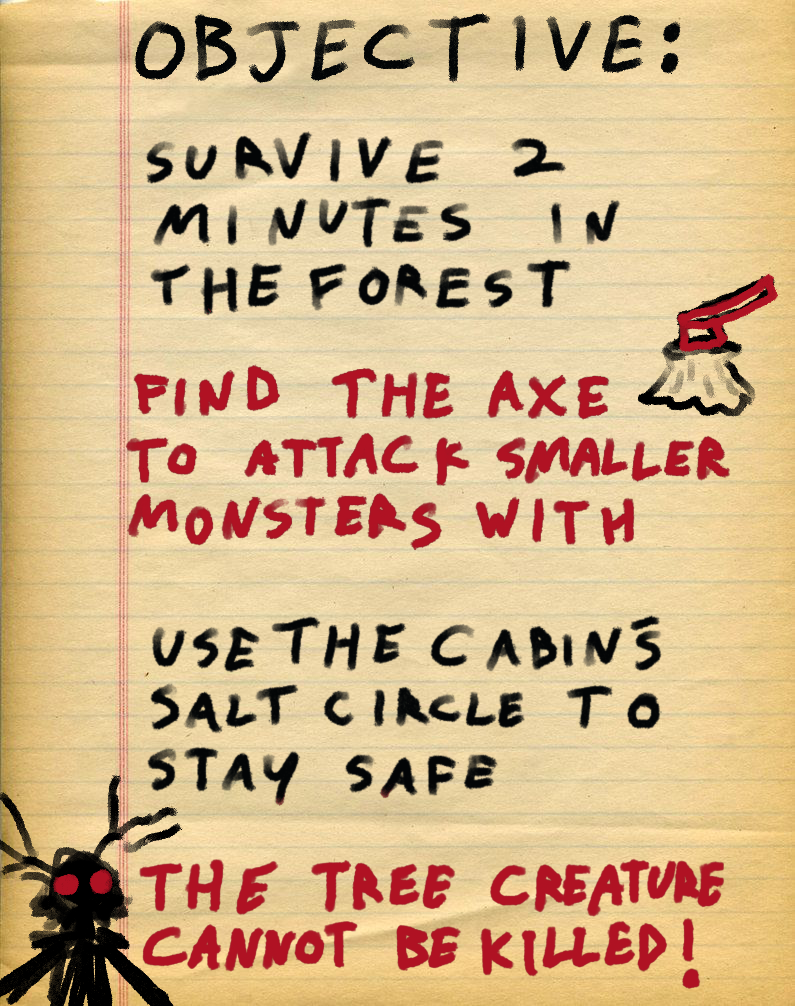 OBJECTIVE:
SURVIVE 2
MINUTES IN
THE FOREST
FIND THE AXE
TO ATTACK SMALLER
MONSTERS WITH
USE THE CABIN'S
SALT CIRCLE TO
STAY SAFE
THE TREE CREATURE
CANNOT BE KILLED!